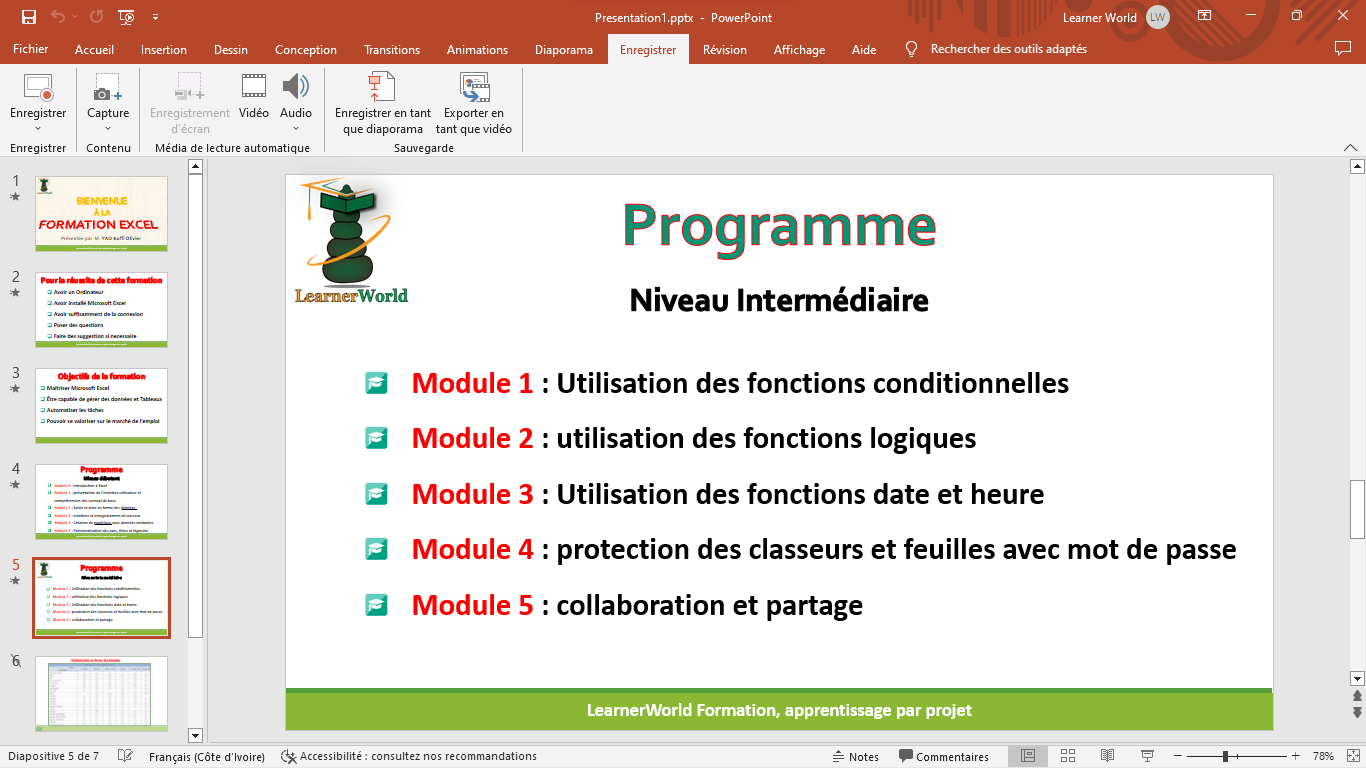 Presentation1.pptx - PowerPoint
Learner World
LW
Fichier
Accueil
Insertion
Dessin
Conception
Transitions
Animations
Diaporama
Enregistrer
Révision
Affichage
Aide
Rechercher des outils adaptés
Enregistrer
Capture
Enregistrement
d'écran
Vidéo
Audio
Enregistrer en tant
que diaporama
Exporter en
tant que vidéo
Enregistrer
Contenu
Média de lecture automatique
Sauvegarde
1
BIENVENUE
À LA
FORMATION EXCEL
Présentée par M. YAO Koffi Olivier
2
Pour la réussite de cette formation
Avoir un Ordinateur
Avoir installé Microsoft Excel
Avoir suffisamment de la connexion
Poser des questions
Faire des suggestion si necessaire
3
Objectifs de la formation
Maîtriser Microsoft Excel
Être capable de gérer des données et Tableaux
Automatiser les tâches
Pouvoir se valoriser sur le marché de l'emploi
4
Programme
Niveau débutant
5
Programme
Niveau Intermédiaire
Module 1 : Utilisation des fonctions conditionnelles
Module 2 : utilisation des fonctions logiques
Module 3 : Utilisation des fonctions date et heure
Module 4 : protection des classeurs et feuilles avec mot de passe
Module 5 : collaboration et partage
6
LearnerWorld
Programme
Niveau Intermédiaire
Module 1 : Utilisation des fonctions conditionnelles
Module 2 : utilisation des fonctions logiques
Module 3 : Utilisation des fonctions date et heure
Module 4 : protection des classeurs et feuilles avec mot de passe
Module 5 : collaboration et partage
LearnerWorld Formation, apprentissage par projet
Diapositive 5 de 7
Français (Côte d'Ivoire)
Accessibilité : consultez nos recommandations
Notes
Commentaires
78%